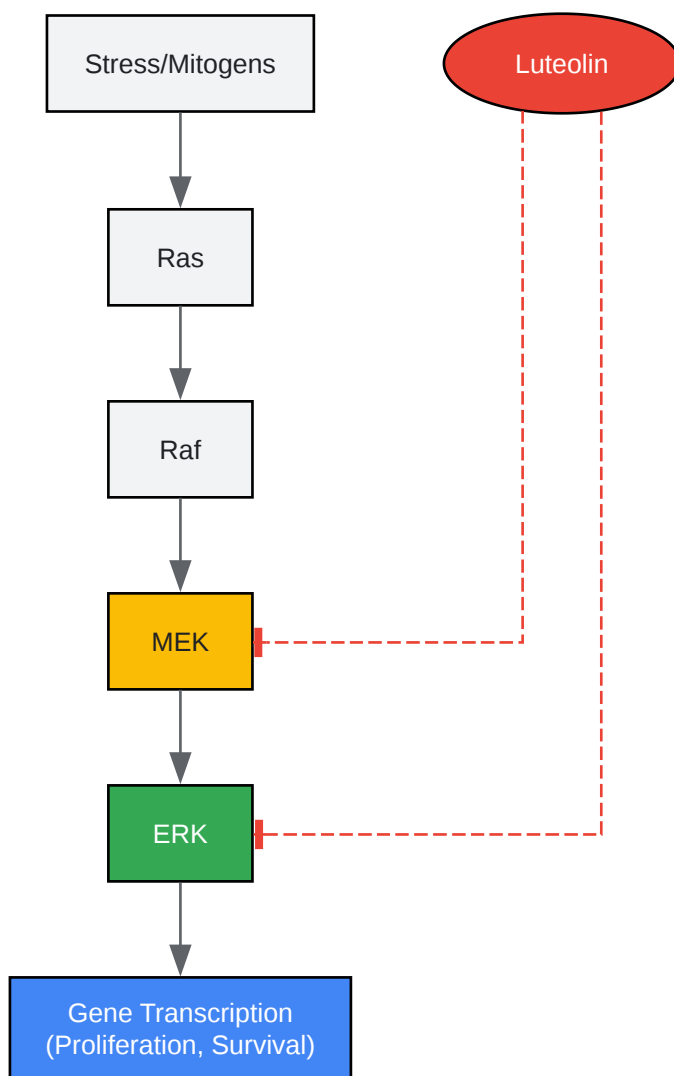 Stress/Mitogens
Luteolin
Ras
Raf
MEK
ERK
Gene Transcription
(Proliferation, Survival)